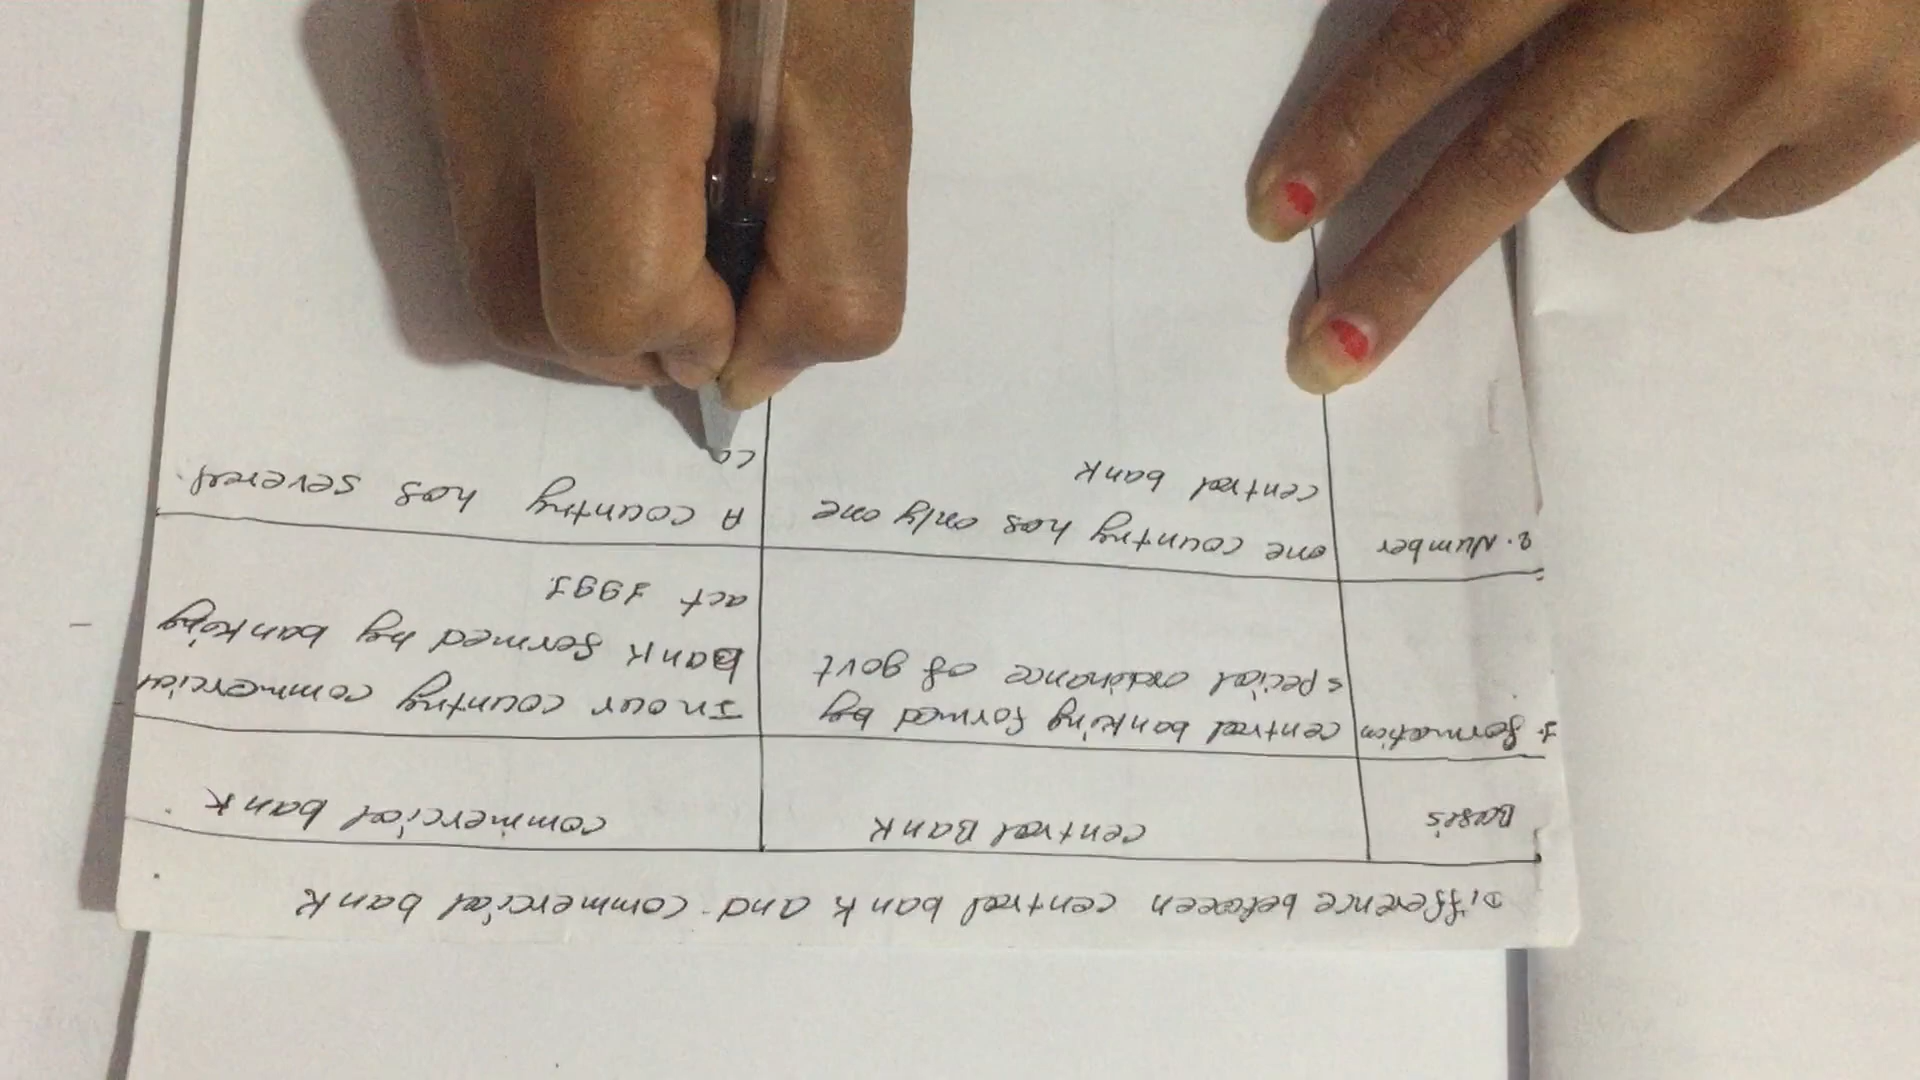 Difference between central bank and commercial bank
Bases Central Bank commercial bank
1. formation central banking formed by
special ordinance of govt
In our country commercial
bank formed by banking
act 1991
2. Number one country has only one
central bank
A country has several
co